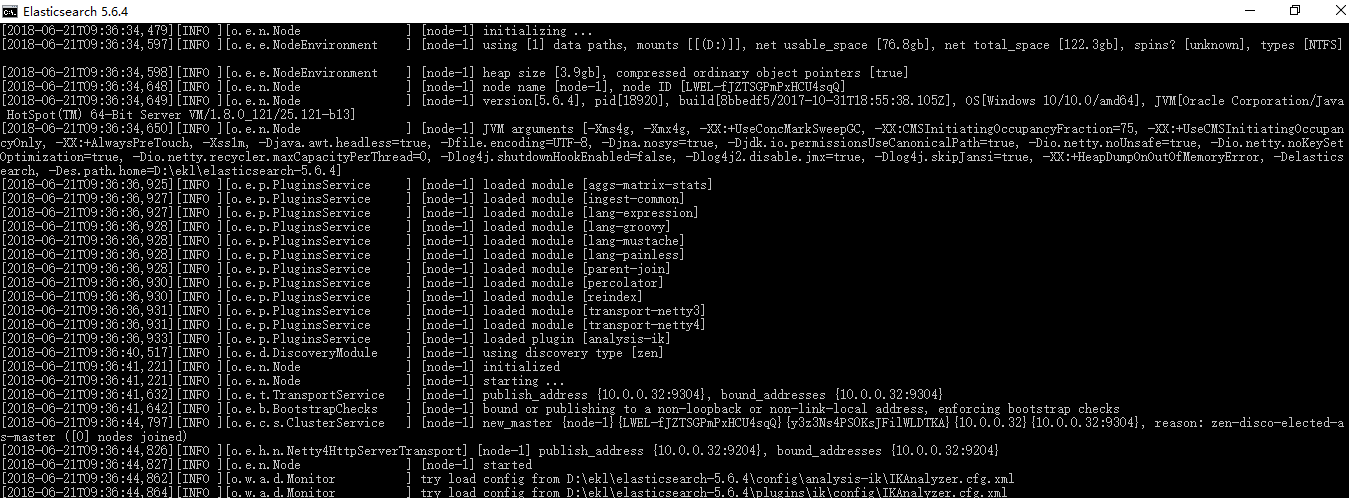 Elasticsearch 5.6.4
[2018-06-21T09:36:34,479][INFO ][o.e.n.Node               ] [node-1] initializing ...
[2018-06-21T09:36:34,597][INFO ][o.e.e.NodeEnvironment    ] [node-1] using [1] data paths, mounts [[(D:)]], net usable_space [76.8gb], net total_space [122.3gb], spins? [unknown], types [NTFS]
[2018-06-21T09:36:34,598][INFO ][o.e.e.NodeEnvironment    ] [node-1] heap size [3.9gb], compressed ordinary object pointers [true]
[2018-06-21T09:36:34,648][INFO ][o.e.n.Node               ] [node-1] node name [node-1], node ID [LWEL-fJZTSGPmPxHCU4sqQ]
[2018-06-21T09:36:34,649][INFO ][o.e.n.Node               ] [node-1] version[5.6.4], pid[18920], build[8bbedf5/2017-10-31T18:55:38.105Z], OS[Windows 10/10.0/amd64], JVM[Oracle Corporation/Java
HotSpot(TM) 64-Bit Server VM/1.8.0_121/25.121-b13]
[2018-06-21T09:36:34,650][INFO ][o.e.n.Node               ] [node-1] JVM arguments [-Xms4g, -Xmx4g, -XX:+UseConcMarkSweepGC, -XX:CMSInitiatingOccupancyFraction=75, -XX:+UseCMSInitiatingOccupan
cyOnly, -XX:+AlwaysPreTouch, -Xss1m, -Djava.awt.headless=true, -Dfile.encoding=UTF-8, -Djna.nosys=true, -Djdk.io.permissionsUseCanonicalPath=true, -Dio.netty.noUnsafe=true, -Dio.netty.noKeySet
Optimization=true, -Dio.netty.recycler.maxCapacityPerThread=0, -Dlog4j.shutdownHookEnabled=false, -Dlog4j2.disable.jmx=true, -Dlog4j.skipJansi=true, -XX:+HeapDumpOnOutOfMemoryError, -Delastics
earch, -Des.path.home=D:\ekl\elasticsearch-5.6.4]
[2018-06-21T09:36:36,925][INFO ][o.e.p.PluginsService     ] [node-1] loaded module [aggs-matrix-stats]
[2018-06-21T09:36:36,927][INFO ][o.e.p.PluginsService     ] [node-1] loaded module [ingest-common]
[2018-06-21T09:36:36,927][INFO ][o.e.p.PluginsService     ] [node-1] loaded module [lang-expression]
[2018-06-21T09:36:36,928][INFO ][o.e.p.PluginsService     ] [node-1] loaded module [lang-groovy]
[2018-06-21T09:36:36,928][INFO ][o.e.p.PluginsService     ] [node-1] loaded module [lang-mustache]
[2018-06-21T09:36:36,928][INFO ][o.e.p.PluginsService     ] [node-1] loaded module [lang-painless]
[2018-06-21T09:36:36,928][INFO ][o.e.p.PluginsService     ] [node-1] loaded module [parent-join]
[2018-06-21T09:36:36,930][INFO ][o.e.p.PluginsService     ] [node-1] loaded module [percolator]
[2018-06-21T09:36:36,930][INFO ][o.e.p.PluginsService     ] [node-1] loaded module [reindex]
[2018-06-21T09:36:36,931][INFO ][o.e.p.PluginsService     ] [node-1] loaded module [transport-netty3]
[2018-06-21T09:36:36,931][INFO ][o.e.p.PluginsService     ] [node-1] loaded module [transport-netty4]
[2018-06-21T09:36:36,933][INFO ][o.e.p.PluginsService     ] [node-1] loaded plugin [analysis-ik]
[2018-06-21T09:36:40,517][INFO ][o.e.d.DiscoveryModule    ] [node-1] using discovery type [zen]
[2018-06-21T09:36:41,221][INFO ][o.e.n.Node               ] [node-1] initialized
[2018-06-21T09:36:41,221][INFO ][o.e.n.Node               ] [node-1] starting ...
[2018-06-21T09:36:41,632][INFO ][o.e.t.TransportService   ] [node-1] publish_address {10.0.0.32:9304}, bound_addresses {10.0.0.32:9304}
[2018-06-21T09:36:41,642][INFO ][o.e.b.BootstrapChecks    ] [node-1] bound or publishing to a non-loopback or non-link-local address, enforcing bootstrap checks
[2018-06-21T09:36:44,797][INFO ][o.e.c.s.ClusterService   ] [node-1] new_master {node-1}{LWEL-fJZTSGPmPxHCU4sqQ}{y3z3Ns4PSOKsJFilWLDTKA}{10.0.0.32}{10.0.0.32:9304}, reason: zen-disco-elected-a
s-master ([0] nodes joined)
[2018-06-21T09:36:44,826][INFO ][o.e.h.n.Netty4HttpServerTransport] [node-1] publish_address {10.0.0.32:9204}, bound_addresses {10.0.0.32:9204}
[2018-06-21T09:36:44,827][INFO ][o.e.n.Node               ] [node-1] started
[2018-06-21T09:36:44,862][INFO ][o.w.a.d.Monitor          ] try load config from D:\ekl\elasticsearch-5.6.4\config\analysis-ik\IKAnalyzer.cfg.xml
[2018-06-21T09:36:44,864][INFO ][o.w.a.d.Monitor          ] try load config from D:\ekl\elasticsearch-5.6.4\plugins\ik\config\IKAnalyzer.cfg.xml